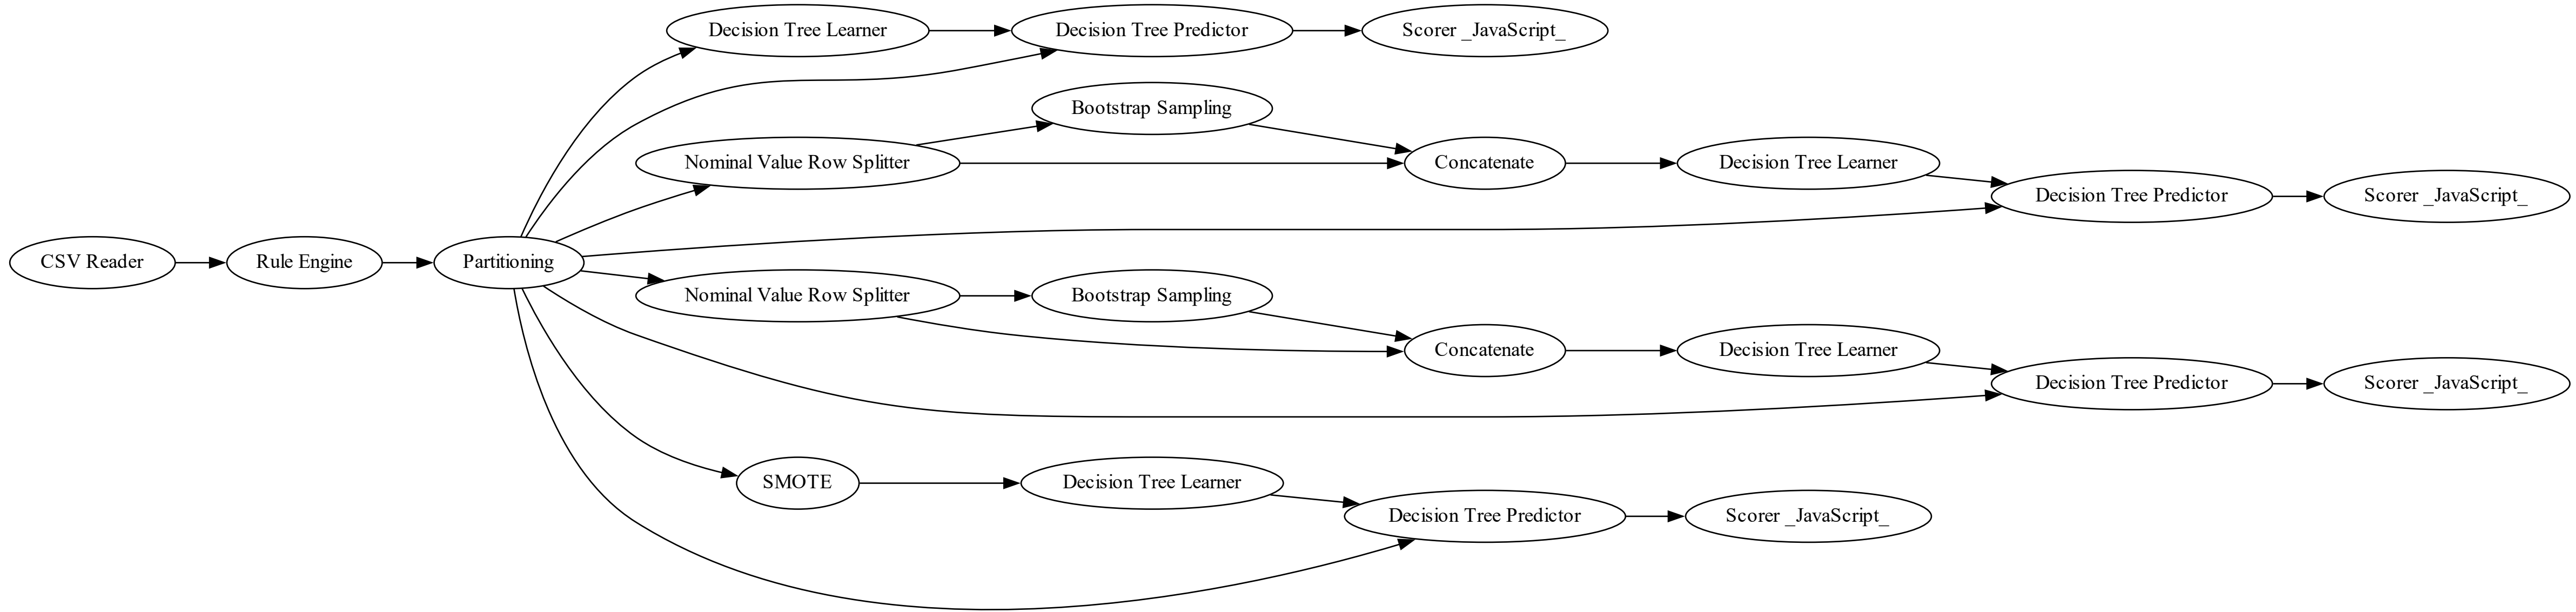 Decision Tree Learner
Decision Tree Predictor
Scorer _JavaScript_
Bootstrap Sampling
Nominal Value Row Splitter
Concatenate
Decision Tree Learner
Decision Tree Predictor
Scorer _JavaScript_
CSV Reader
Rule Engine
Partitioning
Nominal Value Row Splitter
Bootstrap Sampling
Concatenate
Decision Tree Learner
Decision Tree Predictor
Scorer _JavaScript_
SMOTE
Decision Tree Learner
Decision Tree Predictor
Scorer _JavaScript_